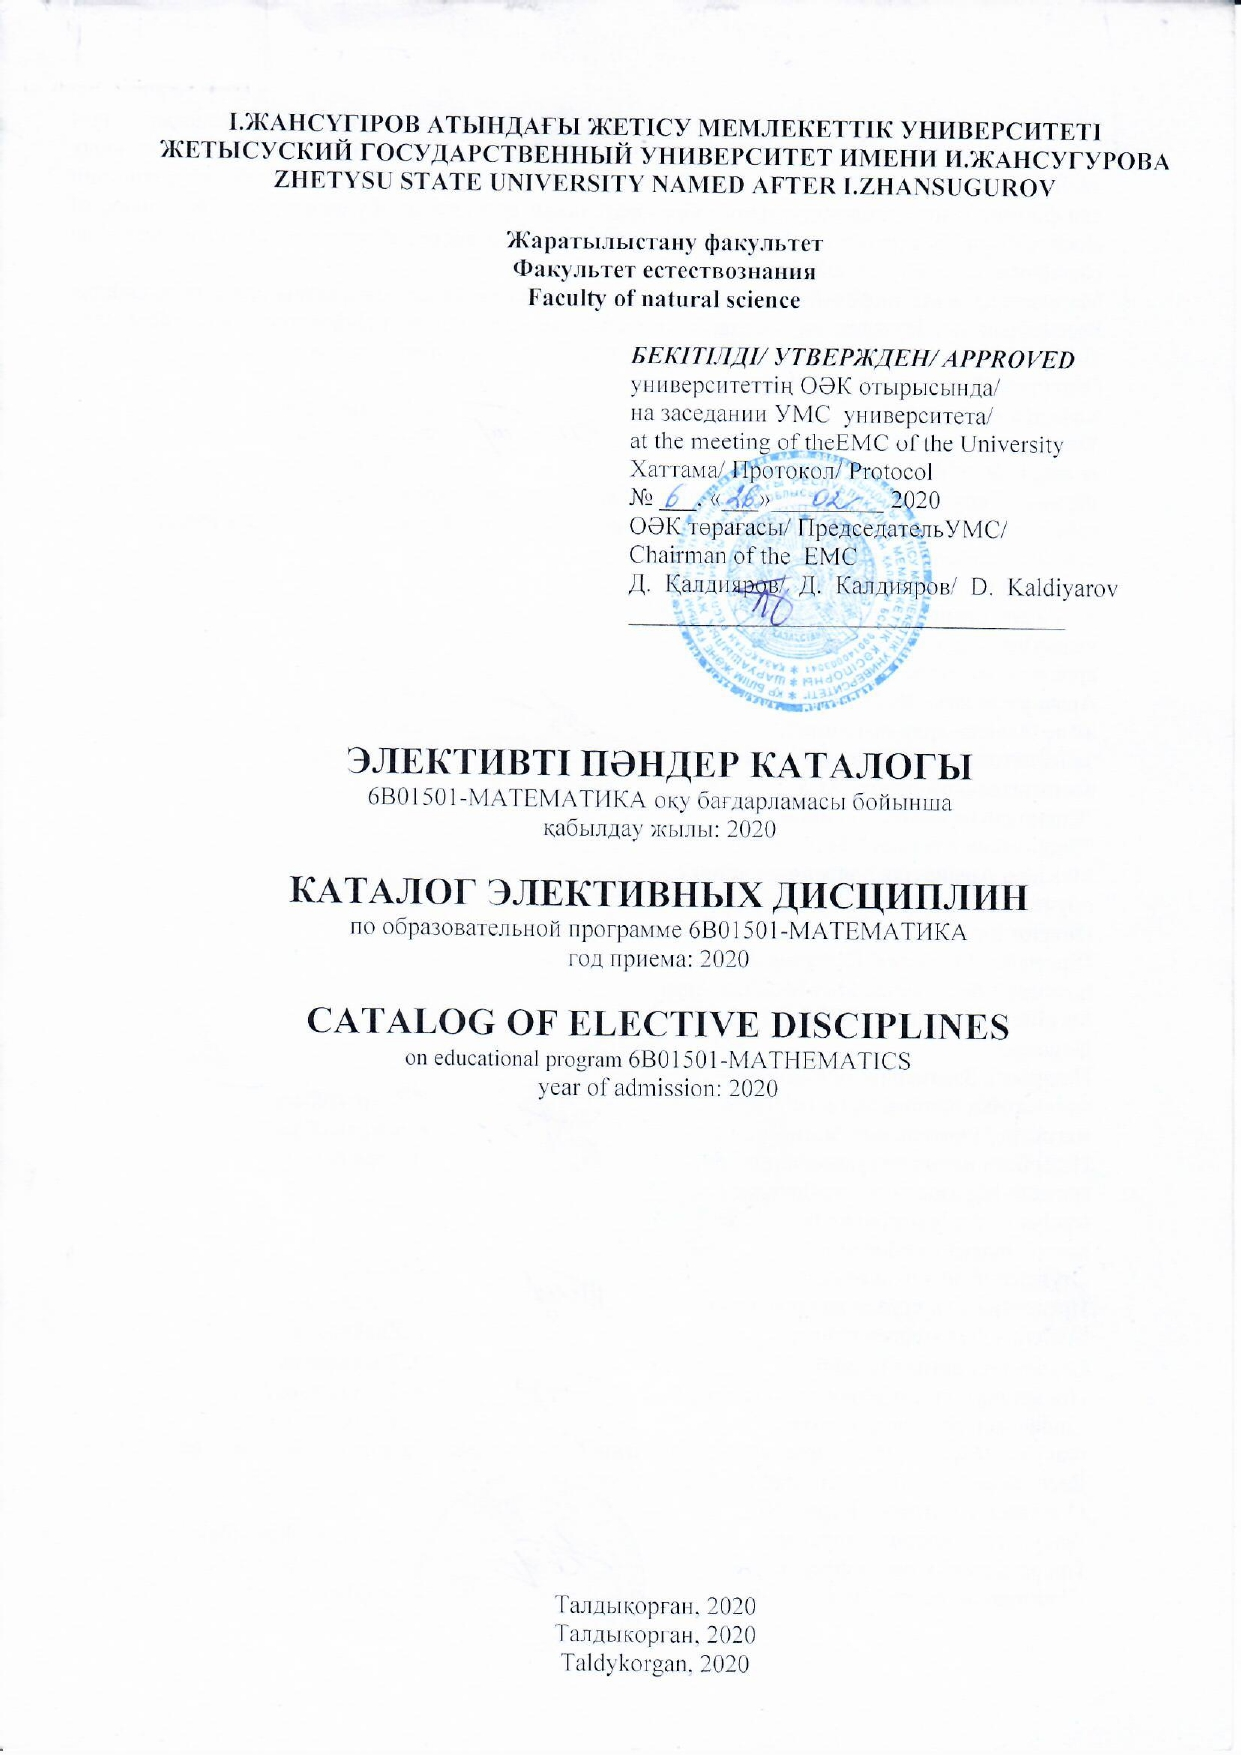 І.ЖАНСҮГІРОВ АТЫНДАҒЫ ЖЕТІСУ МЕМЛЕКЕТТІК УНИВЕРСИТЕТІ
ЖЕТЫСУСКИЙ ГОСУДАРСТВЕННЫЙ УНИВЕРСИТЕТ ИМЕНИ И.ЖАНСУГУРОВА
ZHETYSU STATE UNIVERSITY NAMED AFTER I.ZHANSUGUROV
Жаратылыстану факультет
Факультет естествознания
Faculty of natural science
БЕКІТІЛДІ/ УТВЕРЖДЕН/ APPROVED
университеттің ОӘК отырысында/
на заседании УМС университета/
at the meeting of theEMC of the University
Хаттама/ Протокол/ Protocol
№ 6. «26» 02 2020
ОӘК төрағасы/ ПредседательУМС/
Chairman of the EMC
Д. Қалдияров/ Д. Калдияров/ D. Kaldiyarov
ЭЛЕКТИВТІ ПӘНДЕР КАТАЛОГЫ
6В01501-МАТЕМАТИКА оқу бағдарламасы бойынша
қабылдау жылы: 2020
КАТАЛОГ ЭЛЕКТИВНЫХ ДИСЦИПЛИН
по образовательной программе 6В01501-МАТЕМАТИКА
год приема: 2020
CATALOG OF ELECTIVE DISCIPLINES
on educational program 6B01501-MATHEMATICS
year of admission: 2020
Талдықорған, 2020
Талдыкорган, 2020
Taldykorgan, 2020